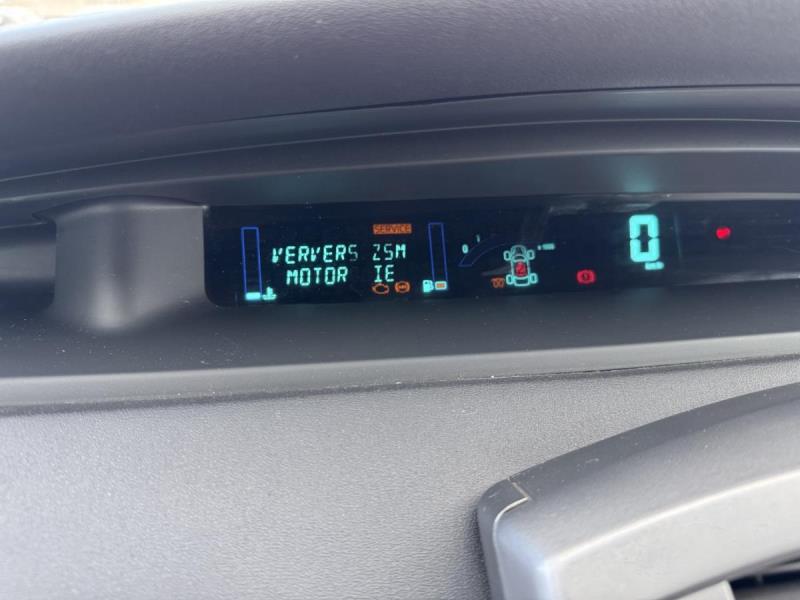 SERVICE
VERVERS ZSM
MOTOR IE
0